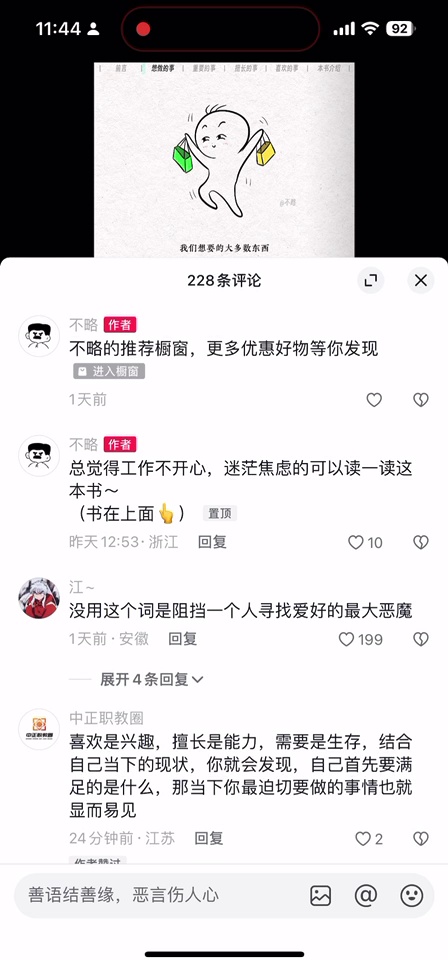 11:44
92
前言 | 想做的事 | 重要的事 | 擅长的事 | 喜欢的事 | 本书介绍
@不略
我们想要的大多数东西
228条评论
不略 作者
不略的推荐橱窗，更多优惠好物等你发现
进入橱窗
1天前
不略 作者
总觉得工作不开心，迷茫焦虑的可以读一读这
本书～
（书在上面👆） 置顶
昨天12:53·浙江 回复 10
江~
没用这个词是阻挡一个人寻找爱好的最大恶魔
1天前·安徽 回复 199
展开4条回复
中正职教圈
中正职教圈
喜欢是兴趣，擅长是能力，需要是生存，结合
自己当下的现状，你就会发现，自己首先要满
足的是什么，那当下你最迫切要做的事情也就
显而易见
24分钟前·江苏 回复 2
作者赞过
善语结善缘，恶言伤人心
@